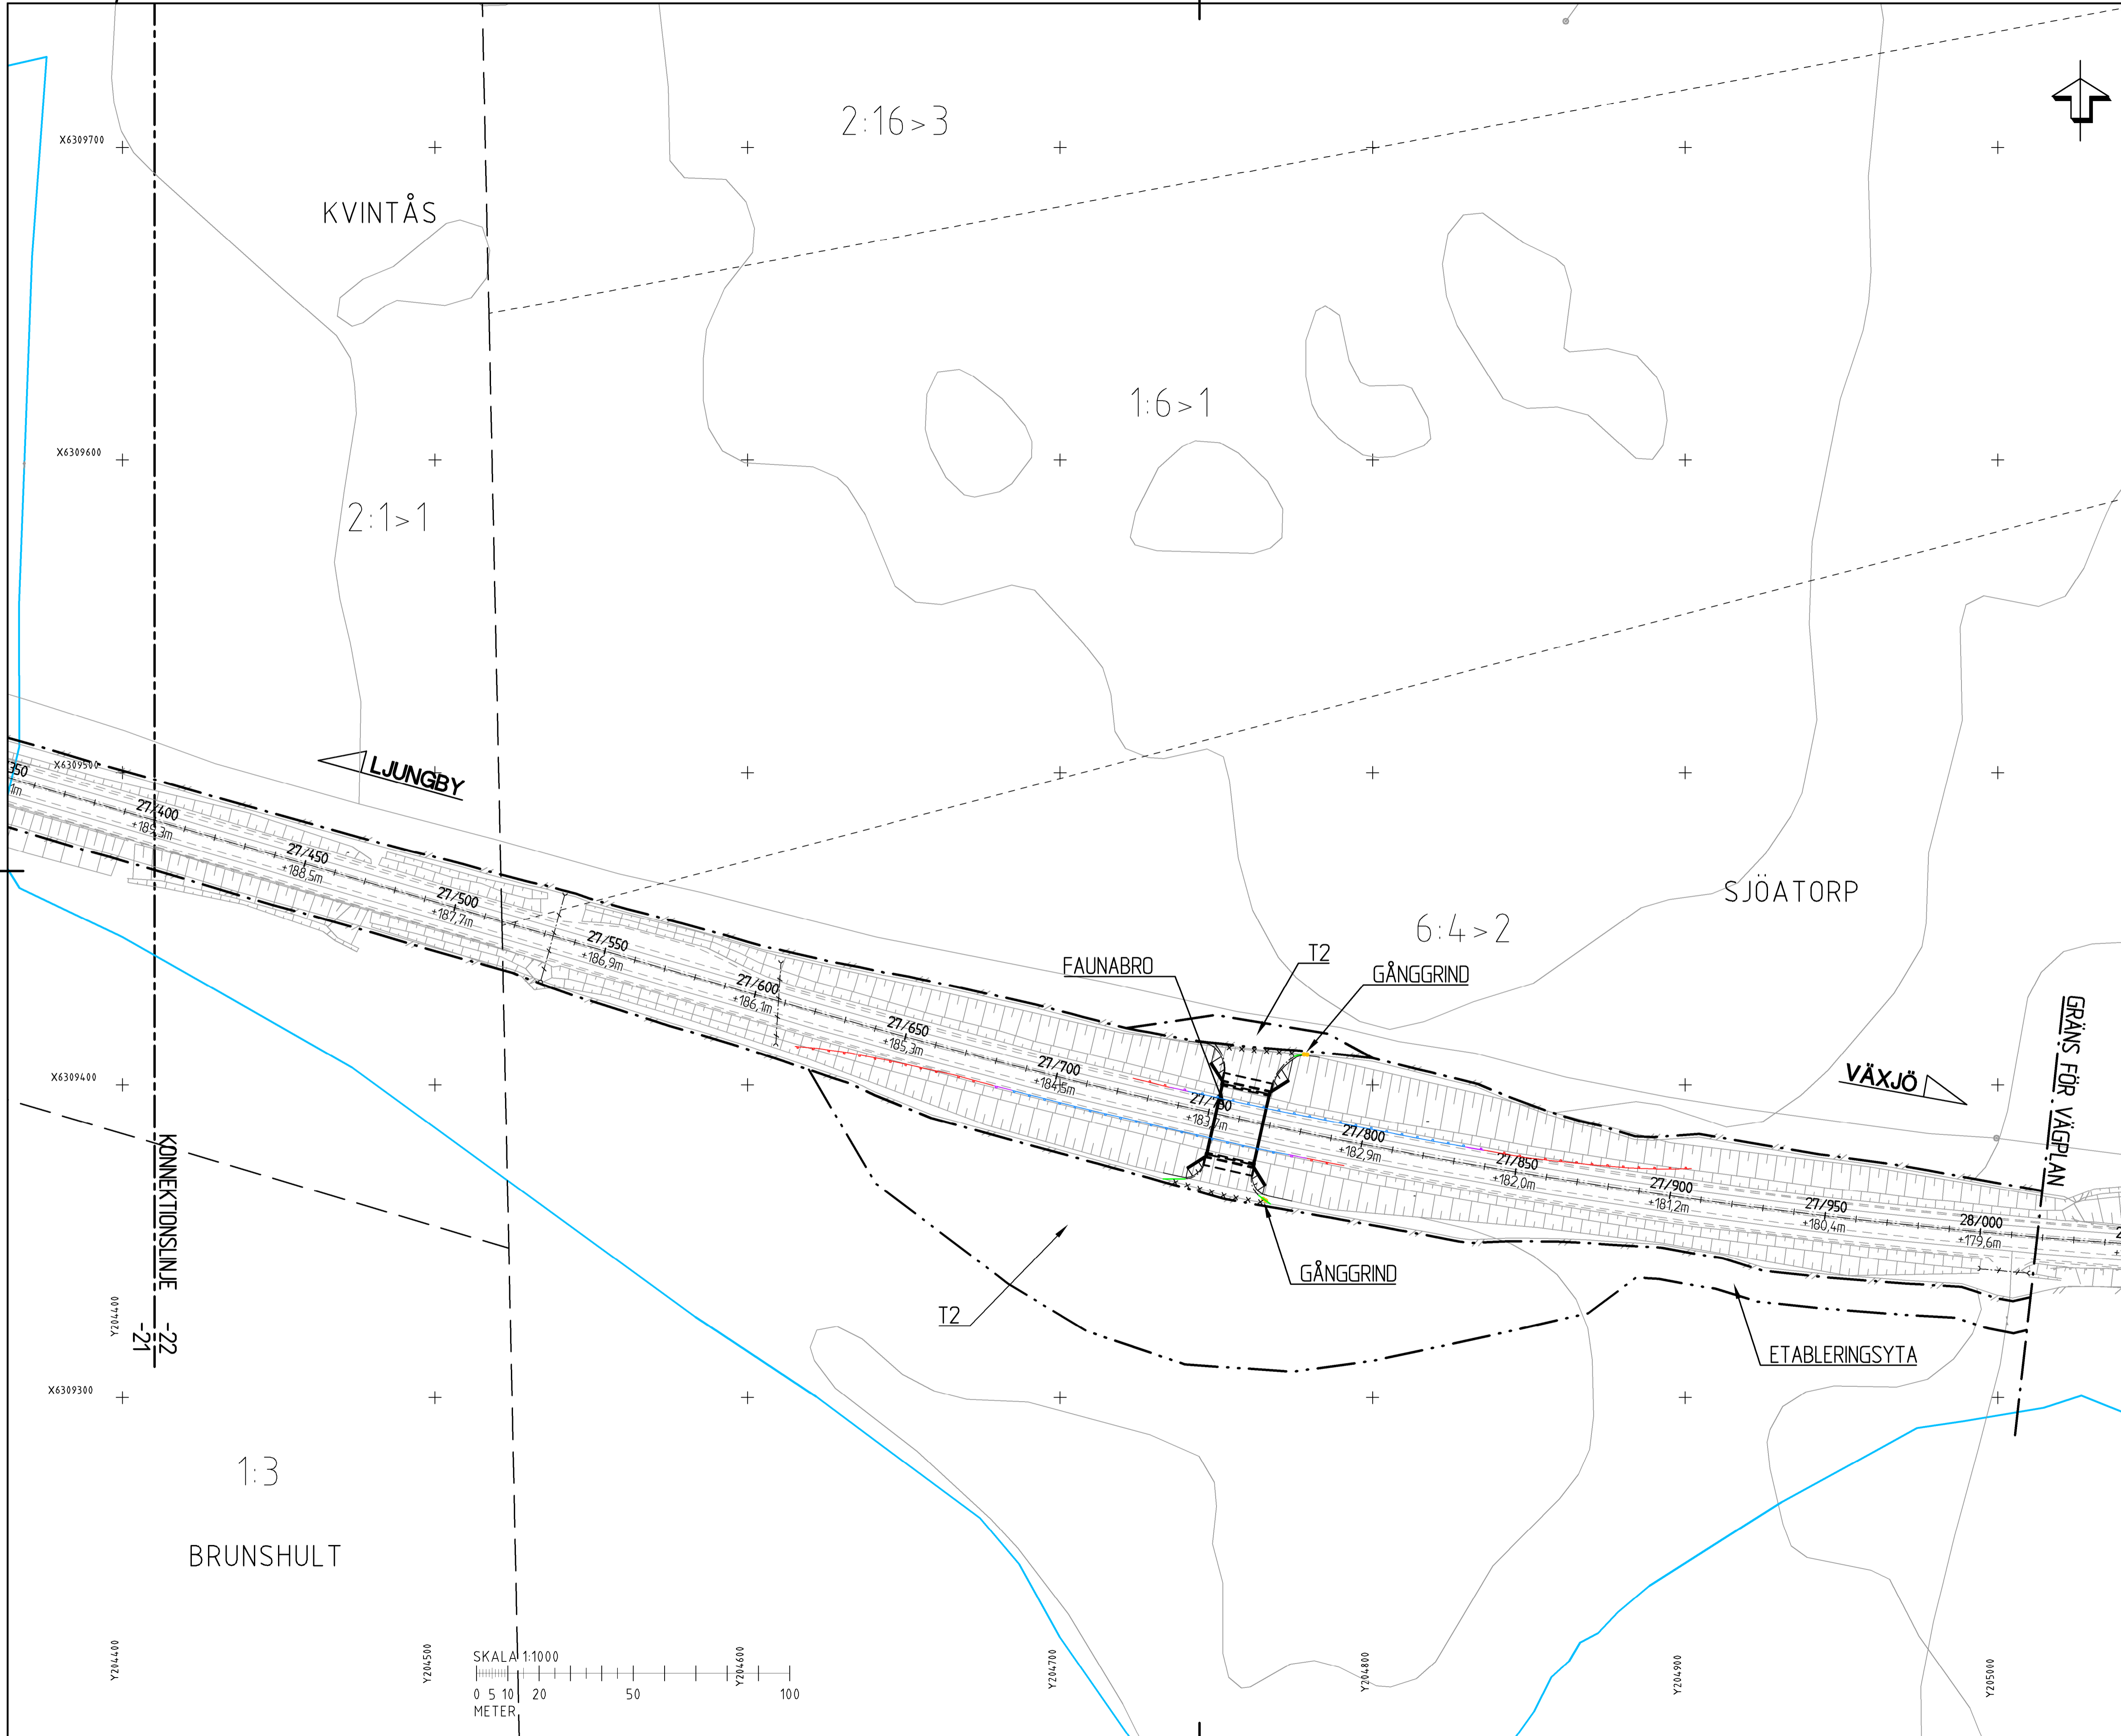 2:16>3
X6309700
KVINTÅS
1:6>1
X6309600
2:1>1
X6309500
LJUNGBY
350
1m
27/400
+189,3m
27/450
+188,5m
27/500
+187,7m
27/550
+186,9m
27/600
+186,1m
27/650
+185,3m
27/700
+184,5m
27/800
+182,9m
27/850
+182,0m
27/900
+181,2m
27/950
+180,4m
28/000
+179,6m
SJÖATORP
6:4>2
FAUNABRO
T2
GÅNGGRIND
X6309400
VÄXJÖ
GRÄNS FÖR VÄGPLAN
KONNEKTIONSLINJE
-21
-22
Y204400
T2
GÅNGGRIND
ETABLERINGSYTA
X6309300
1:3
BRUNSHULT
SKALA 1:1000
0 5 10 20 50 100
METER
Y204400
Y204500
Y204600
Y204700
Y204800
Y204900
Y205000